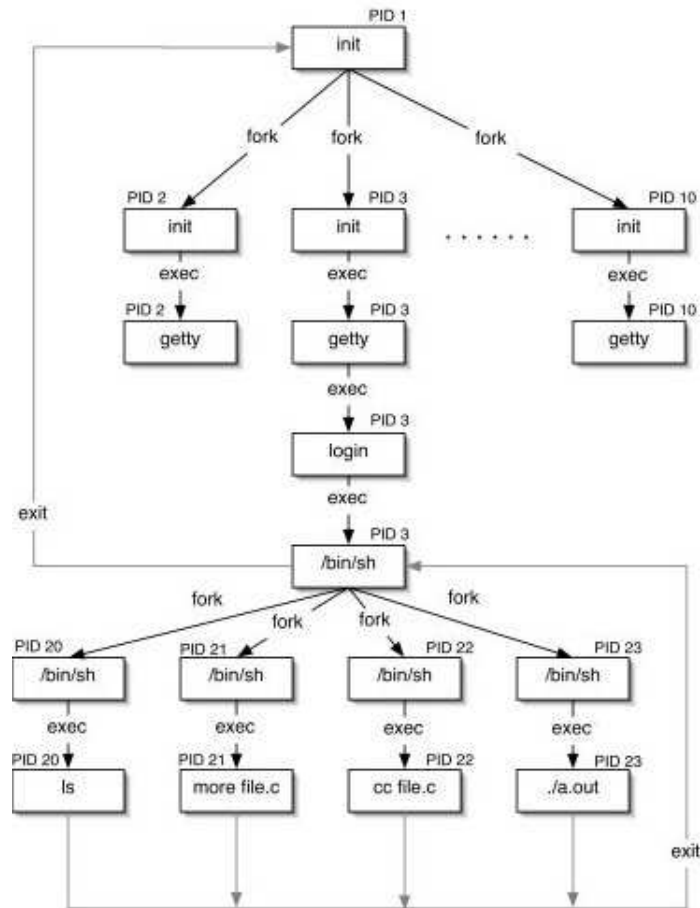 PID 1
init
fork
fork
fork
PID 2
PID 3
PID 10
init
init
init
exec
exec
exec
PID 2
PID 3
PID 10
getty
getty
getty
exec
PID 3
login
exec
exit
PID 3
/bin/sh
fork
fork
fork
fork
PID 20
PID 21
PID 22
PID 23
/bin/sh
/bin/sh
/bin/sh
/bin/sh
exec
exec
exec
exec
PID 20
PID 21
PID 22
PID 23
ls
more file.c
cc file.c
./a.out
exit